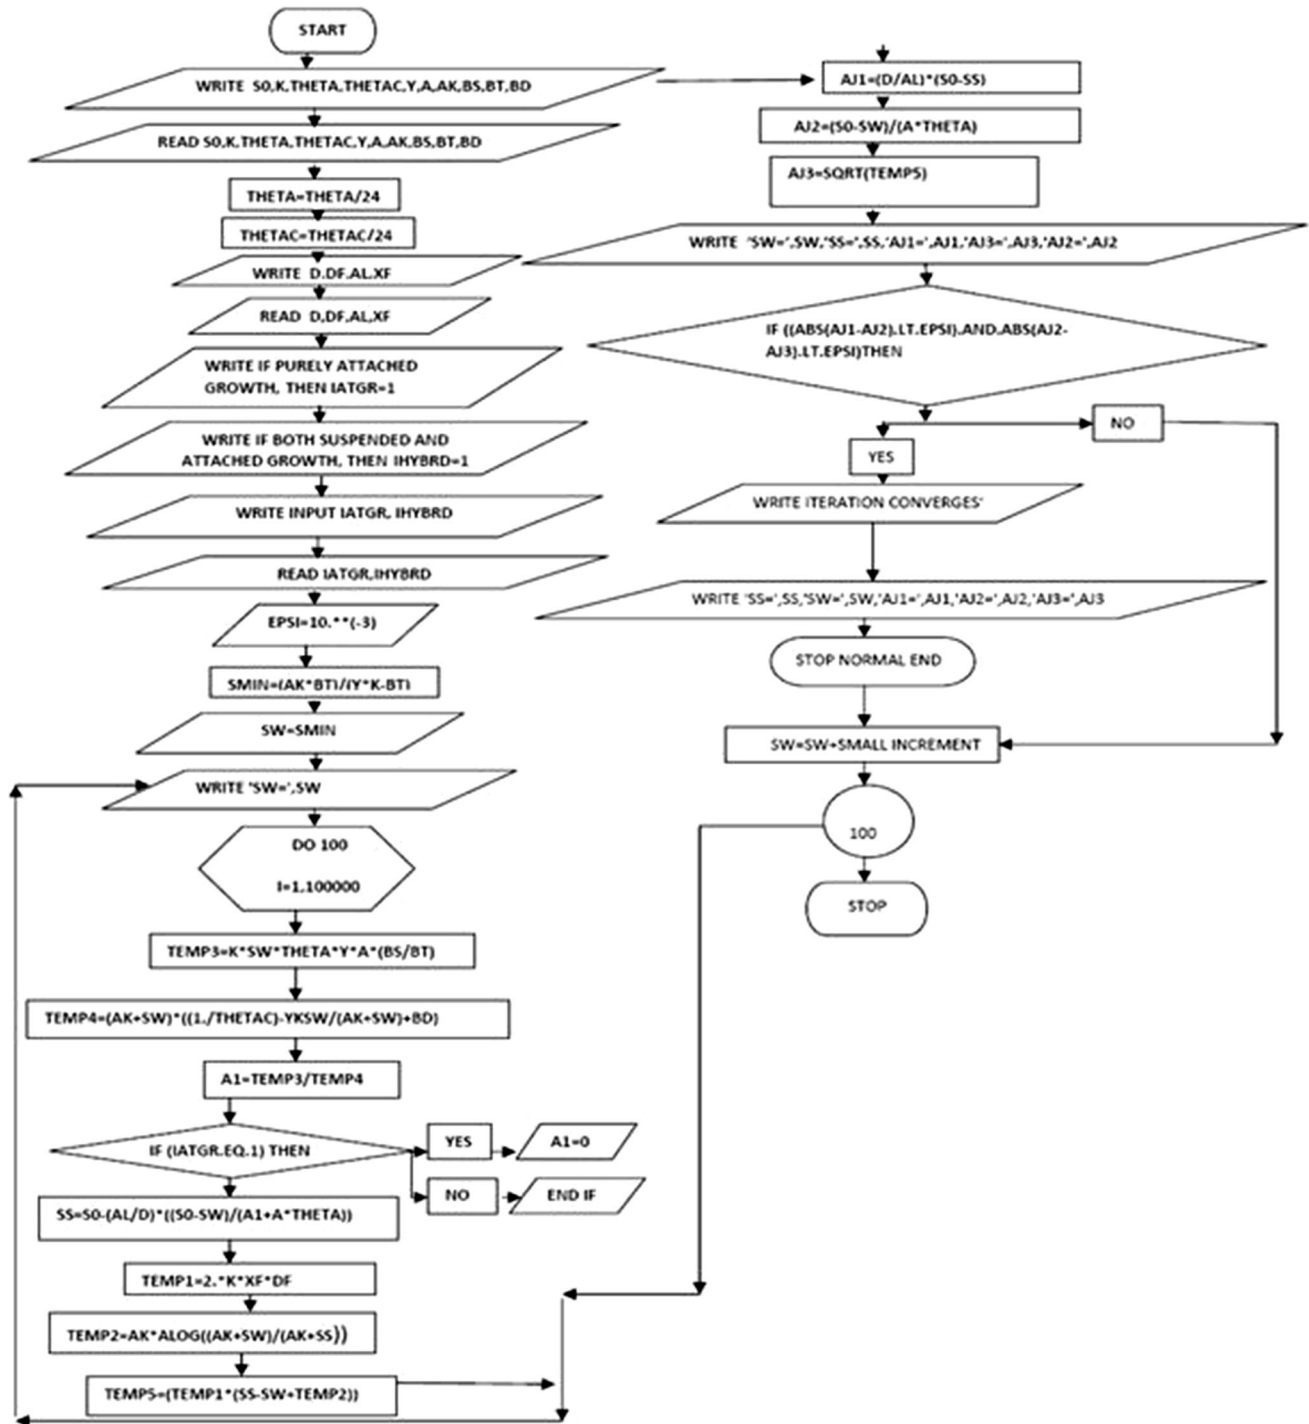 START
WRITE S0,K,THETA,THETAC,Y,A,AK,BS,BT,BD
READ S0,K,THETA,THETAC,Y,A,AK,BS,BT,BD
THETA=THETA/24
THETAC=THETAC/24
WRITE D,DF,AL,XF
READ D,DF,AL,XF
WRITE IF PURELY ATTACHED
GROWTH, THEN IATGR=1
WRITE IF BOTH SUSPENDED AND
ATTACHED GROWTH, THEN IHYBRD=1
WRITE INPUT IATGR, IHYBRD
READ IATGR,IHYBRD
EPSI=10.**(-3)
SMIN=(AK*BT)/(Y*K-BT)
SW=SMIN
WRITE 'SW=',SW
DO 100
I=1,100000
TEMP3=K*SW*THETA*Y*A*(BS/BT)
TEMP4=(AK+SW)*((1./THETAC)-YKSW/(AK+SW)+BD)
A1=TEMP3/TEMP4
IF (IATGR.EQ.1) THEN
YES
A1=0
NO
END IF
SS=S0-(AL/D)*((S0-SW)/(A1+A*THETA))
TEMP1=2.*K*XF*DF
TEMP2=AK*ALOG((AK+SW)/(AK+SS))
TEMP5=(TEMP1*(SS-SW+TEMP2))
AJ1=(D/AL)*(S0-SS)
AJ2=(S0-SW)/(A*THETA)
AJ3=SQRT(TEMP5)
WRITE 'SW=',SW,'SS=',SS,'AJ1=',AJ1,'AJ3=',AJ3,'AJ2=',AJ2
IF ((ABS(AJ1-AJ2).LT.EPSI).AND.ABS(AJ2-
AJ3).LT.EPSI)THEN
NO
YES
WRITE ITERATION CONVERGES'
WRITE 'SS=',SS,'SW=',SW,'AJ1=',AJ1,'AJ2=',AJ2,'AJ3=',AJ3
STOP NORMAL END
SW=SW+SMALL INCREMENT
100
STOP